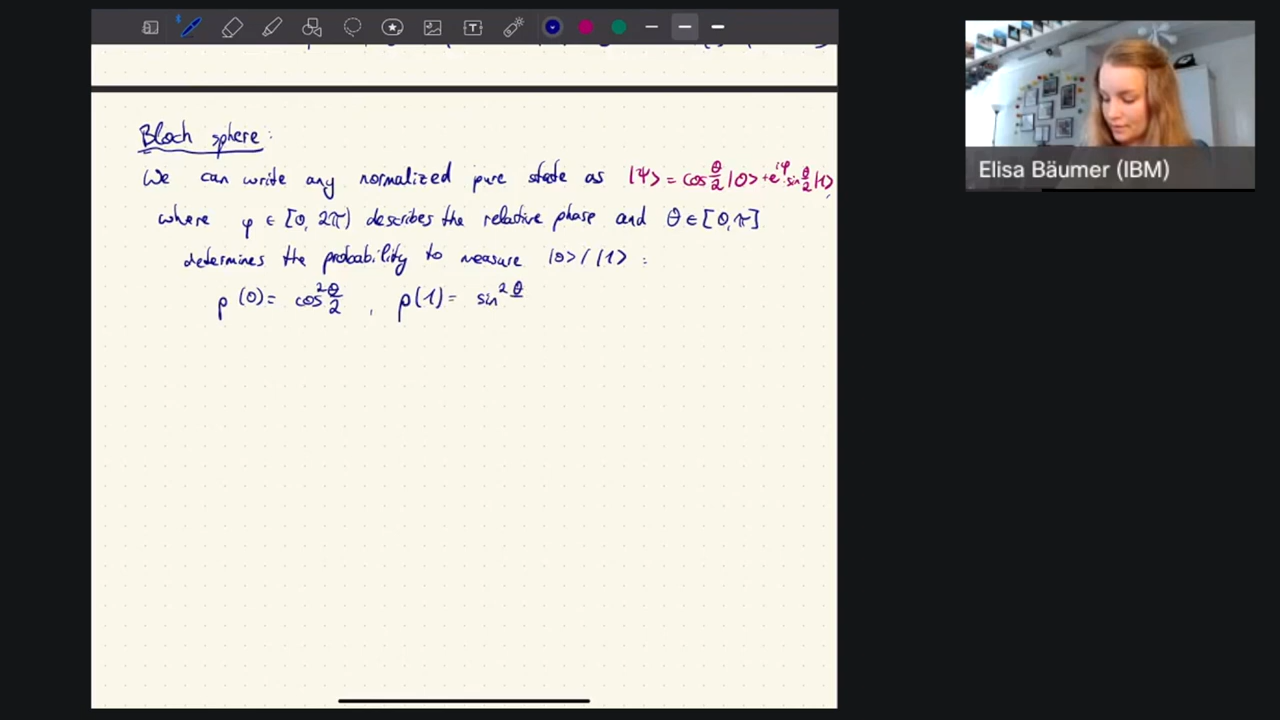 Bloch sphere:
We can write any normalized pure state as |ψ> = cos θ/2 |0> + e^iφ sin θ/2 |1>,
where φ ∈ [0, 2π) describes the relative phase and θ ∈ [0, π]
determines the probability to measure |0> / |1> :
p(0) = cos² θ/2 , p(1) = sin² θ
Elisa Bäumer (IBM)